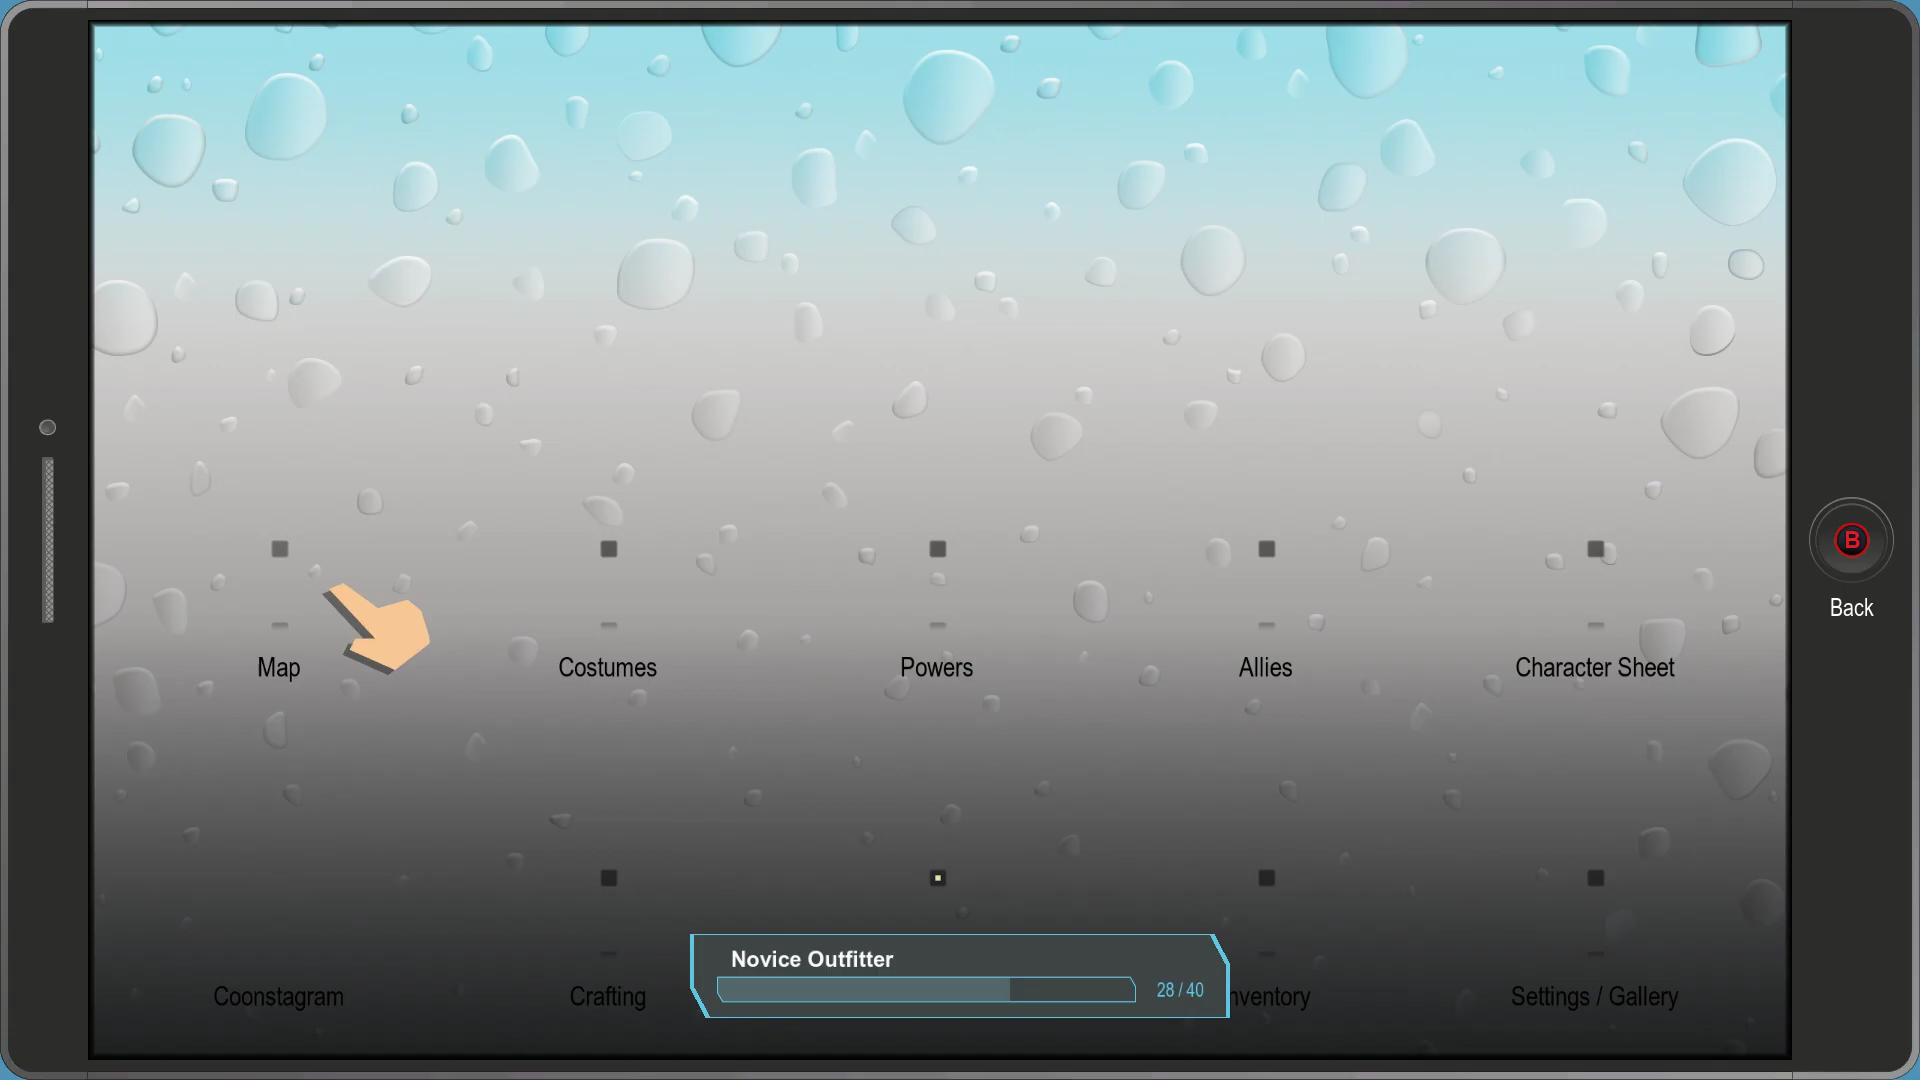 B
Back
Map
Costumes
Powers
Allies
Character Sheet
Novice Outfitter
28 / 40
Coonstagram
Crafting
nventory
Settings / Gallery